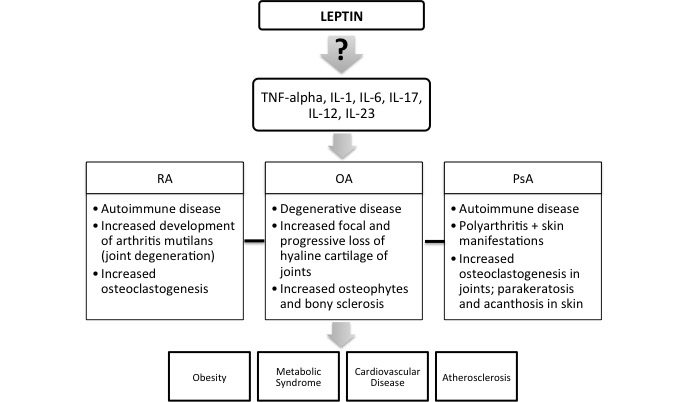 LEPTIN
?
TNF-alpha, IL-1, IL-6, IL-17,
IL-12, IL-23
RA
• Autoimmune disease
• Increased development
of arthritis mutilans
(joint degeneration)
• Increased
osteoclastogenesis
OA
• Degenerative disease
• Increased focal and
progressive loss of
hyaline cartilage of
joints
• Increased osteophytes
and bony sclerosis
PsA
• Autoimmune disease
• Polyarthritis + skin
manifestations
• Increased
osteoclastogenesis in
joints; parakeratosis
and acanthosis in skin
Obesity
Metabolic
Syndrome
Cardiovascular
Disease
Atherosclerosis